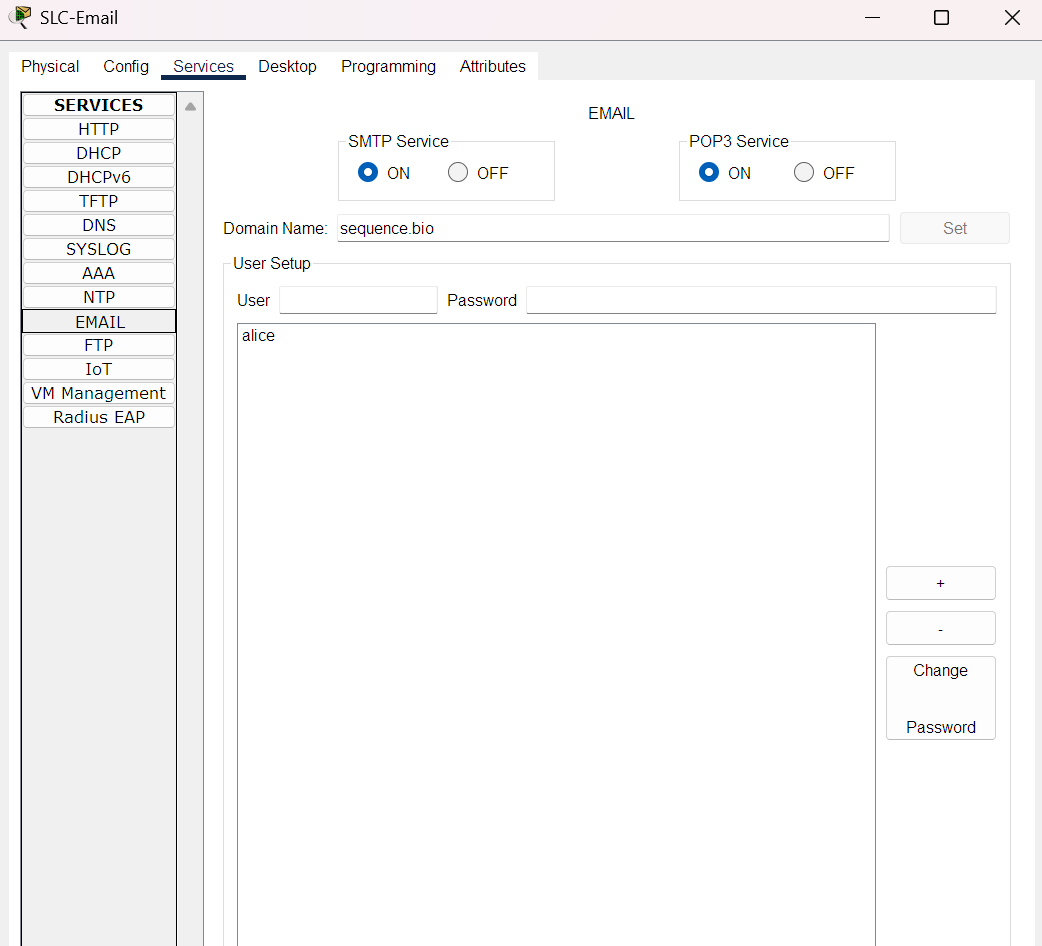 SLC-Email
Physical Config Services Desktop Programming Attributes
SERVICES
HTTP
DHCP
DHCPv6
TFTP
DNS
SYSLOG
AAA
NTP
EMAIL
FTP
IoT
VM Management
Radius EAP
EMAIL
SMTP Service
ON OFF
POP3 Service
ON OFF
Domain Name: sequence.bio Set
User Setup
User Password
alice
+
-
Change
Password